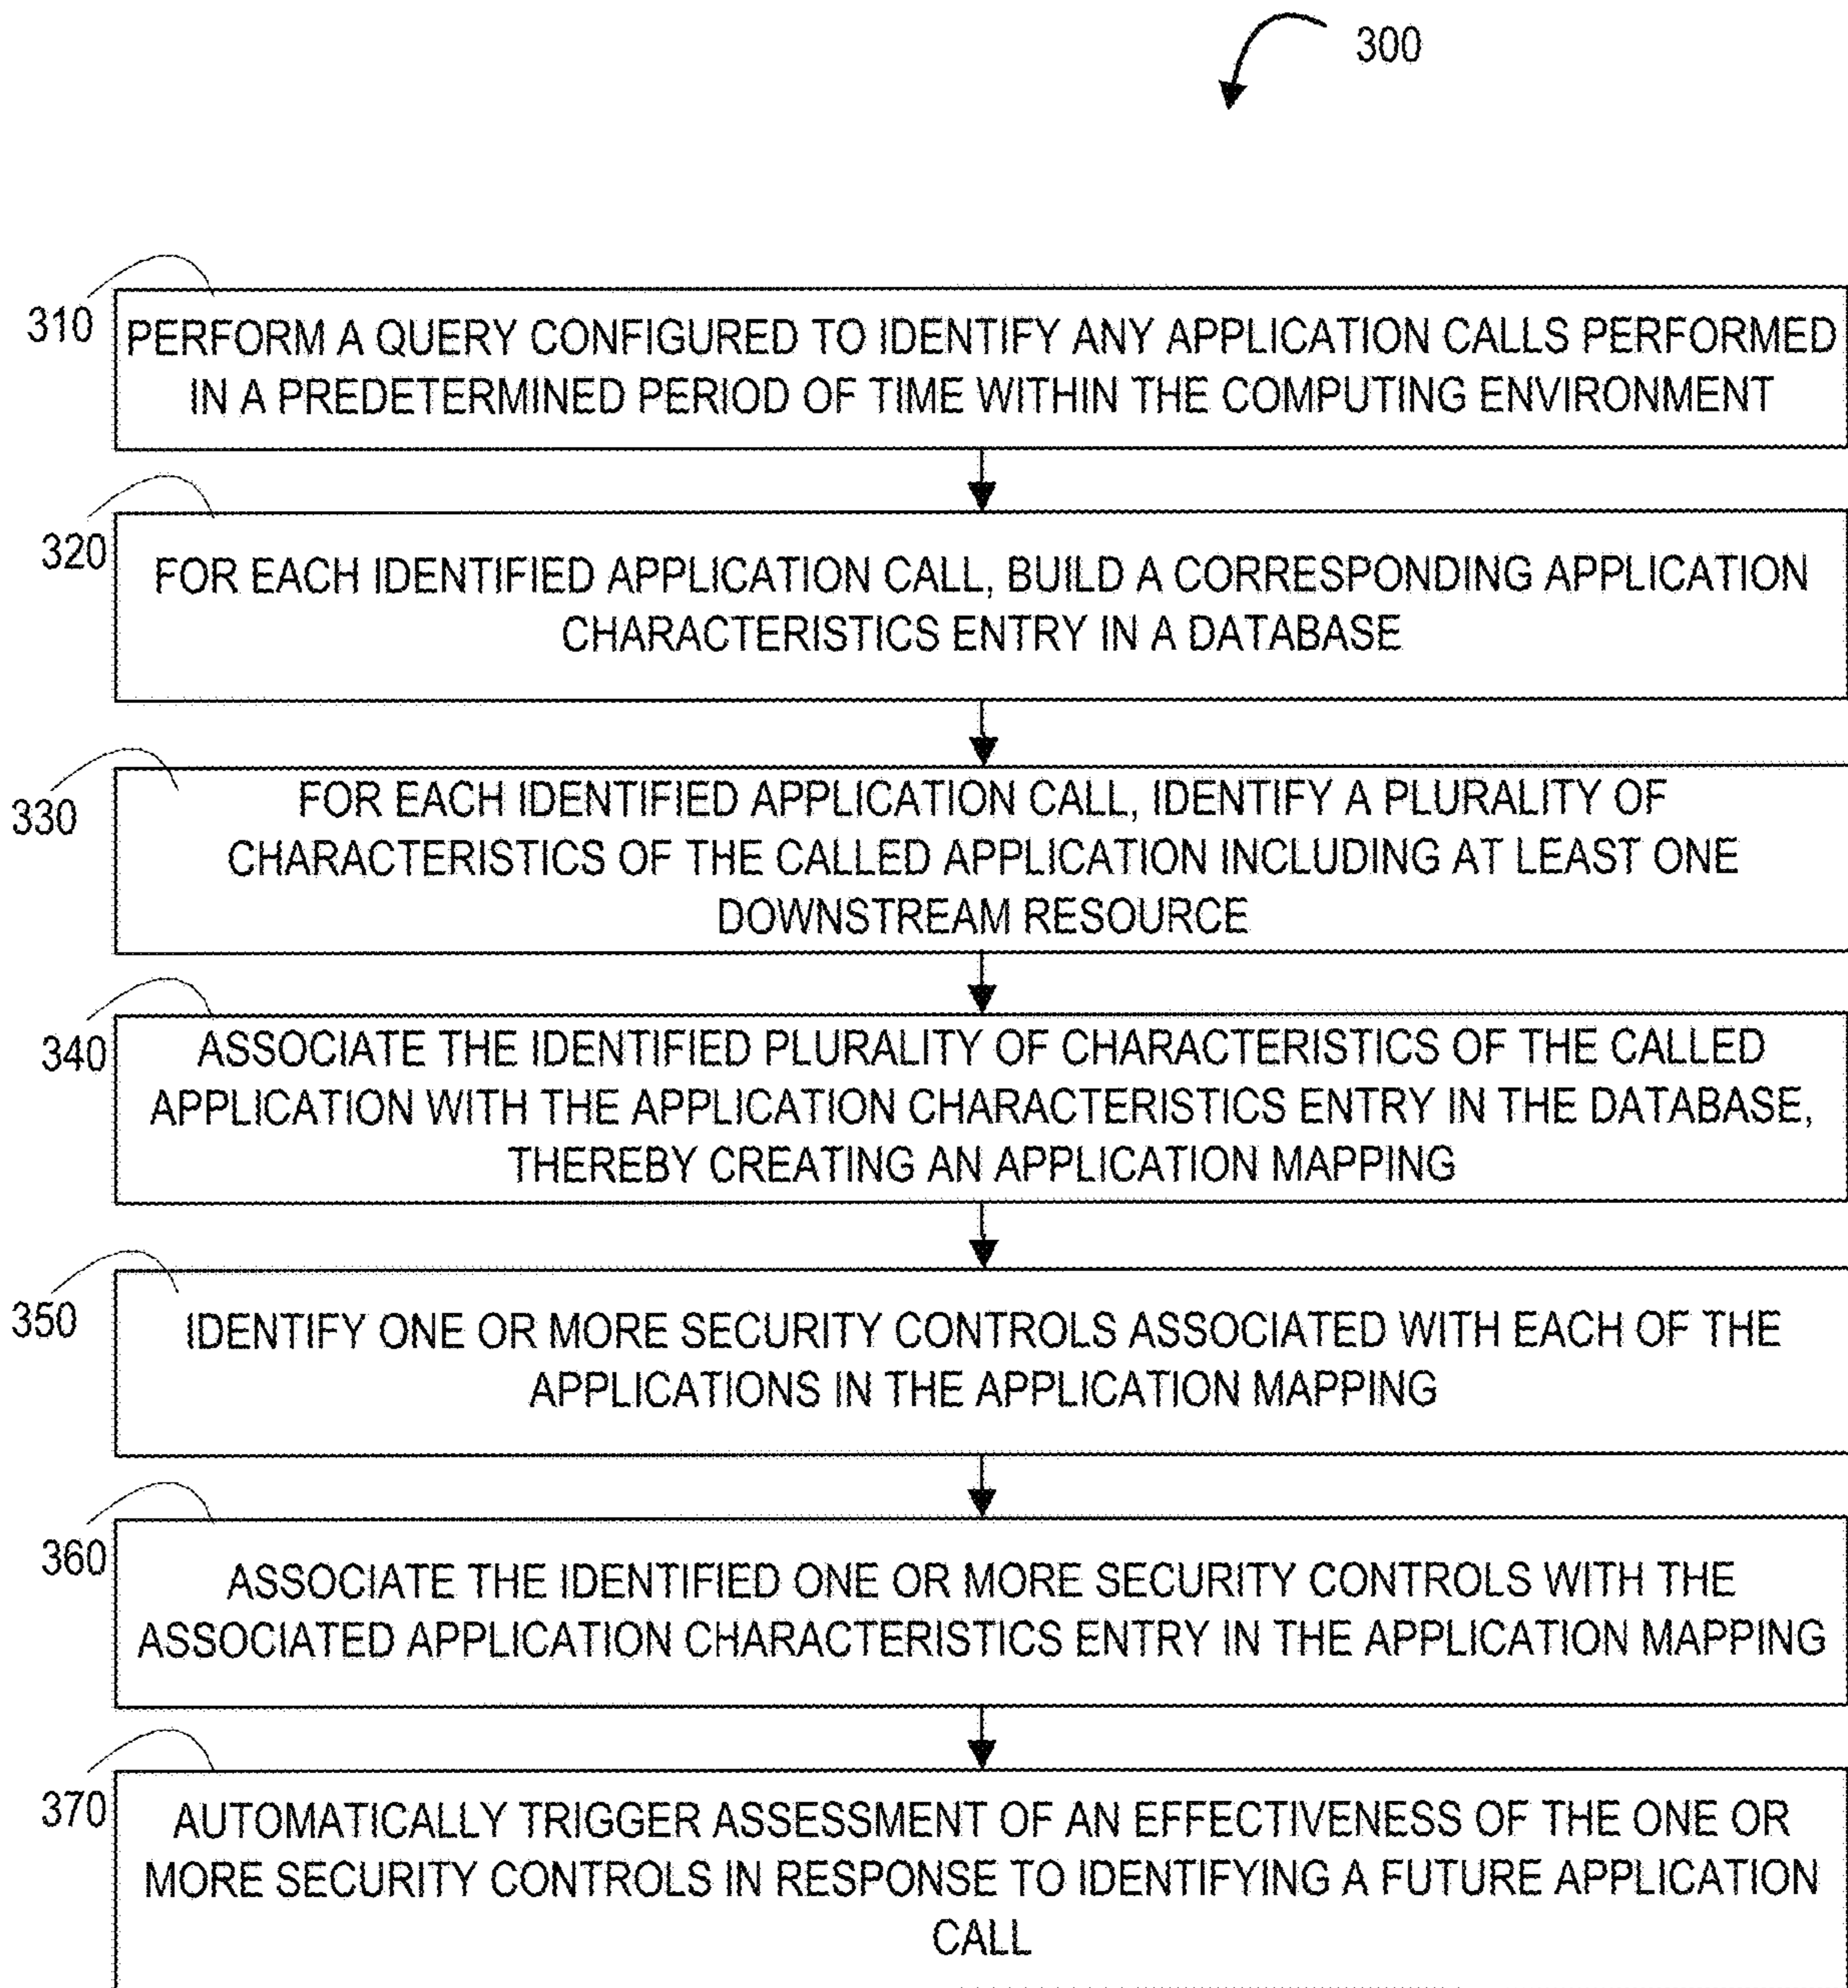 300
310
PERFORM A QUERY CONFIGURED TO IDENTIFY ANY APPLICATION CALLS PERFORMED
IN A PREDETERMINED PERIOD OF TIME WITHIN THE COMPUTING ENVIRONMENT
320
FOR EACH IDENTIFIED APPLICATION CALL, BUILD A CORRESPONDING APPLICATION
CHARACTERISTICS ENTRY IN A DATABASE
330
FOR EACH IDENTIFIED APPLICATION CALL, IDENTIFY A PLURALITY OF
CHARACTERISTICS OF THE CALLED APPLICATION INCLUDING AT LEAST ONE
DOWNSTREAM RESOURCE
340
ASSOCIATE THE IDENTIFIED PLURALITY OF CHARACTERISTICS OF THE CALLED
APPLICATION WITH THE APPLICATION CHARACTERISTICS ENTRY IN THE DATABASE,
THEREBY CREATING AN APPLICATION MAPPING
350
IDENTIFY ONE OR MORE SECURITY CONTROLS ASSOCIATED WITH EACH OF THE
APPLICATIONS IN THE APPLICATION MAPPING
360
ASSOCIATE THE IDENTIFIED ONE OR MORE SECURITY CONTROLS WITH THE
ASSOCIATED APPLICATION CHARACTERISTICS ENTRY IN THE APPLICATION MAPPING
370
AUTOMATICALLY TRIGGER ASSESSMENT OF AN EFFECTIVENESS OF THE ONE OR
MORE SECURITY CONTROLS IN RESPONSE TO IDENTIFYING A FUTURE APPLICATION
CALL